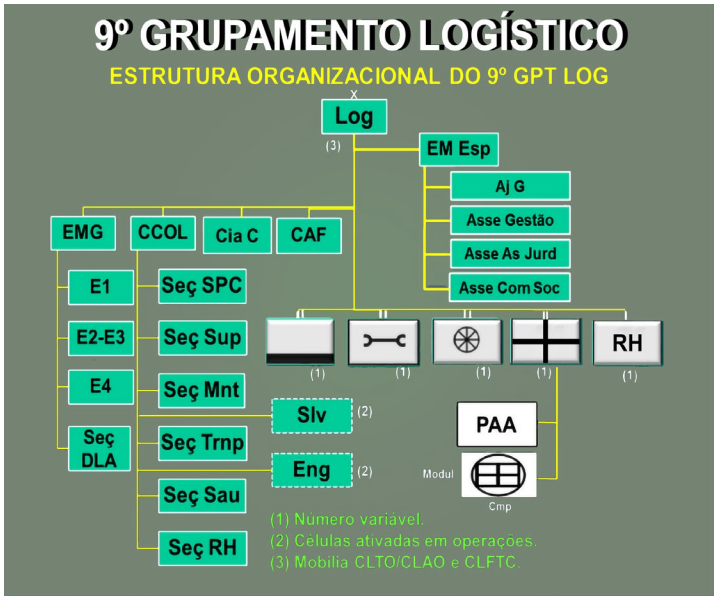 9º GRUPAMENTO LOGÍSTICO
ESTRUTURA ORGANIZACIONAL DO 9º GPT LOG
X
Log
(3)
EM Esp
Aj G
Asse Gestão
Asse As Jurd
Asse Com Soc
EMG
CCOL
Cia C
CAF
E1
E2-E3
E4
Seç
DLA
Seç SPC
Seç Sup
Seç Mnt
Slv
(2)
Seç Trnp
Eng
(2)
Seç Sau
Seç RH
(1)
(1)
(1)
(1)
RH
(1)
PAA
Modul
Cmp
(1) Número variável.
(2) Células ativadas em operações.
(3) Mobilia CLTO/CLAO e CLFTC.